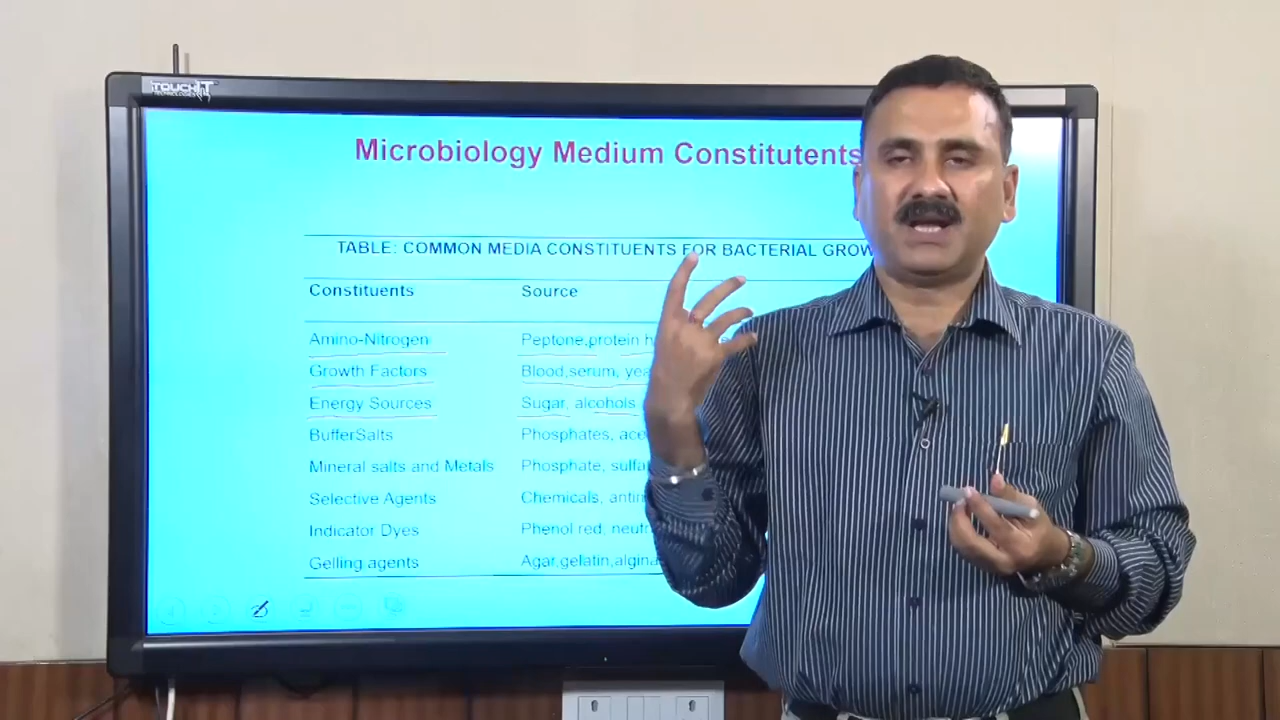 TOUCHIT
TECHNOLOGIES
Microbiology Medium Constitutents
TABLE: COMMON MEDIA CONSTITUENTS FOR BACTERIAL
Constituents Source
Amino-Nitrogen Peptone,protein
Growth Factors Blood,serum,
Energy Sources Sugar, alcohols
BufferSalts Phosphates,
Mineral salts and Metals Phosphate,
Selective Agents Chemicals,
Indicator Dyes Phenol red,
Gelling agents Agar,gelatin,